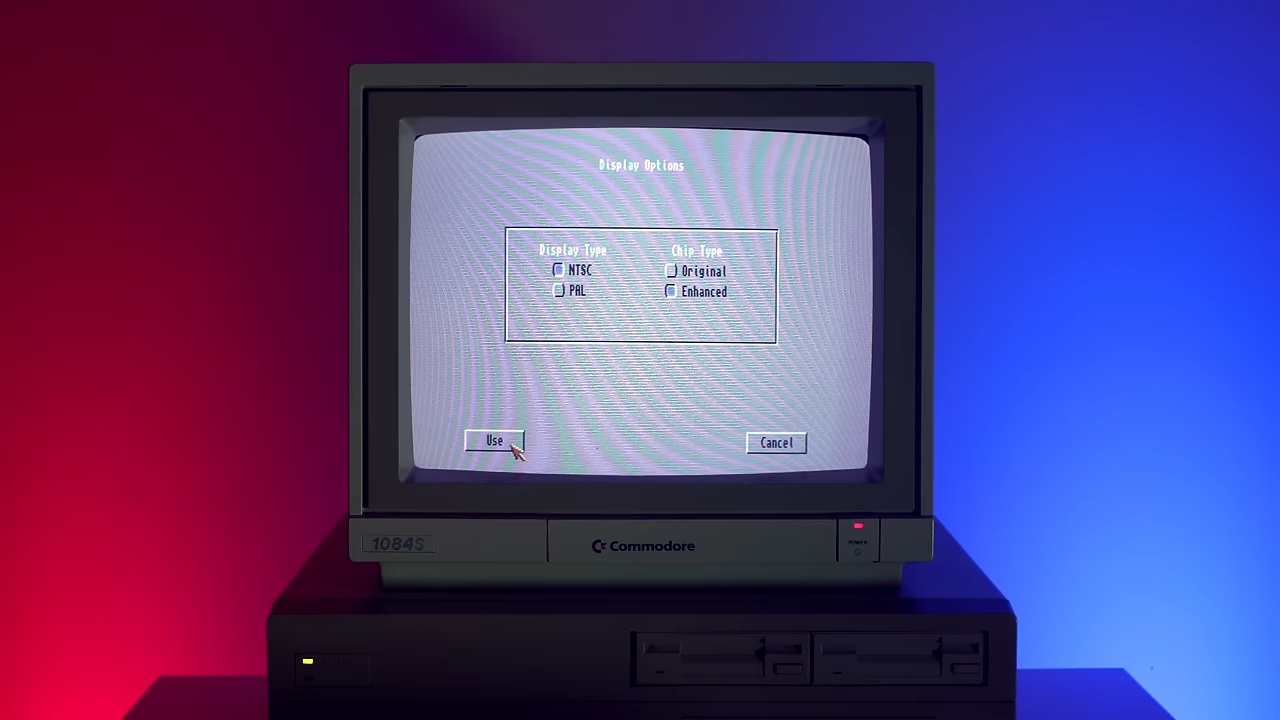 Display Options
Display Type Chip Type
NTSC Original
PAL Enhanced
Use Cancel
1084S Commodore POWER